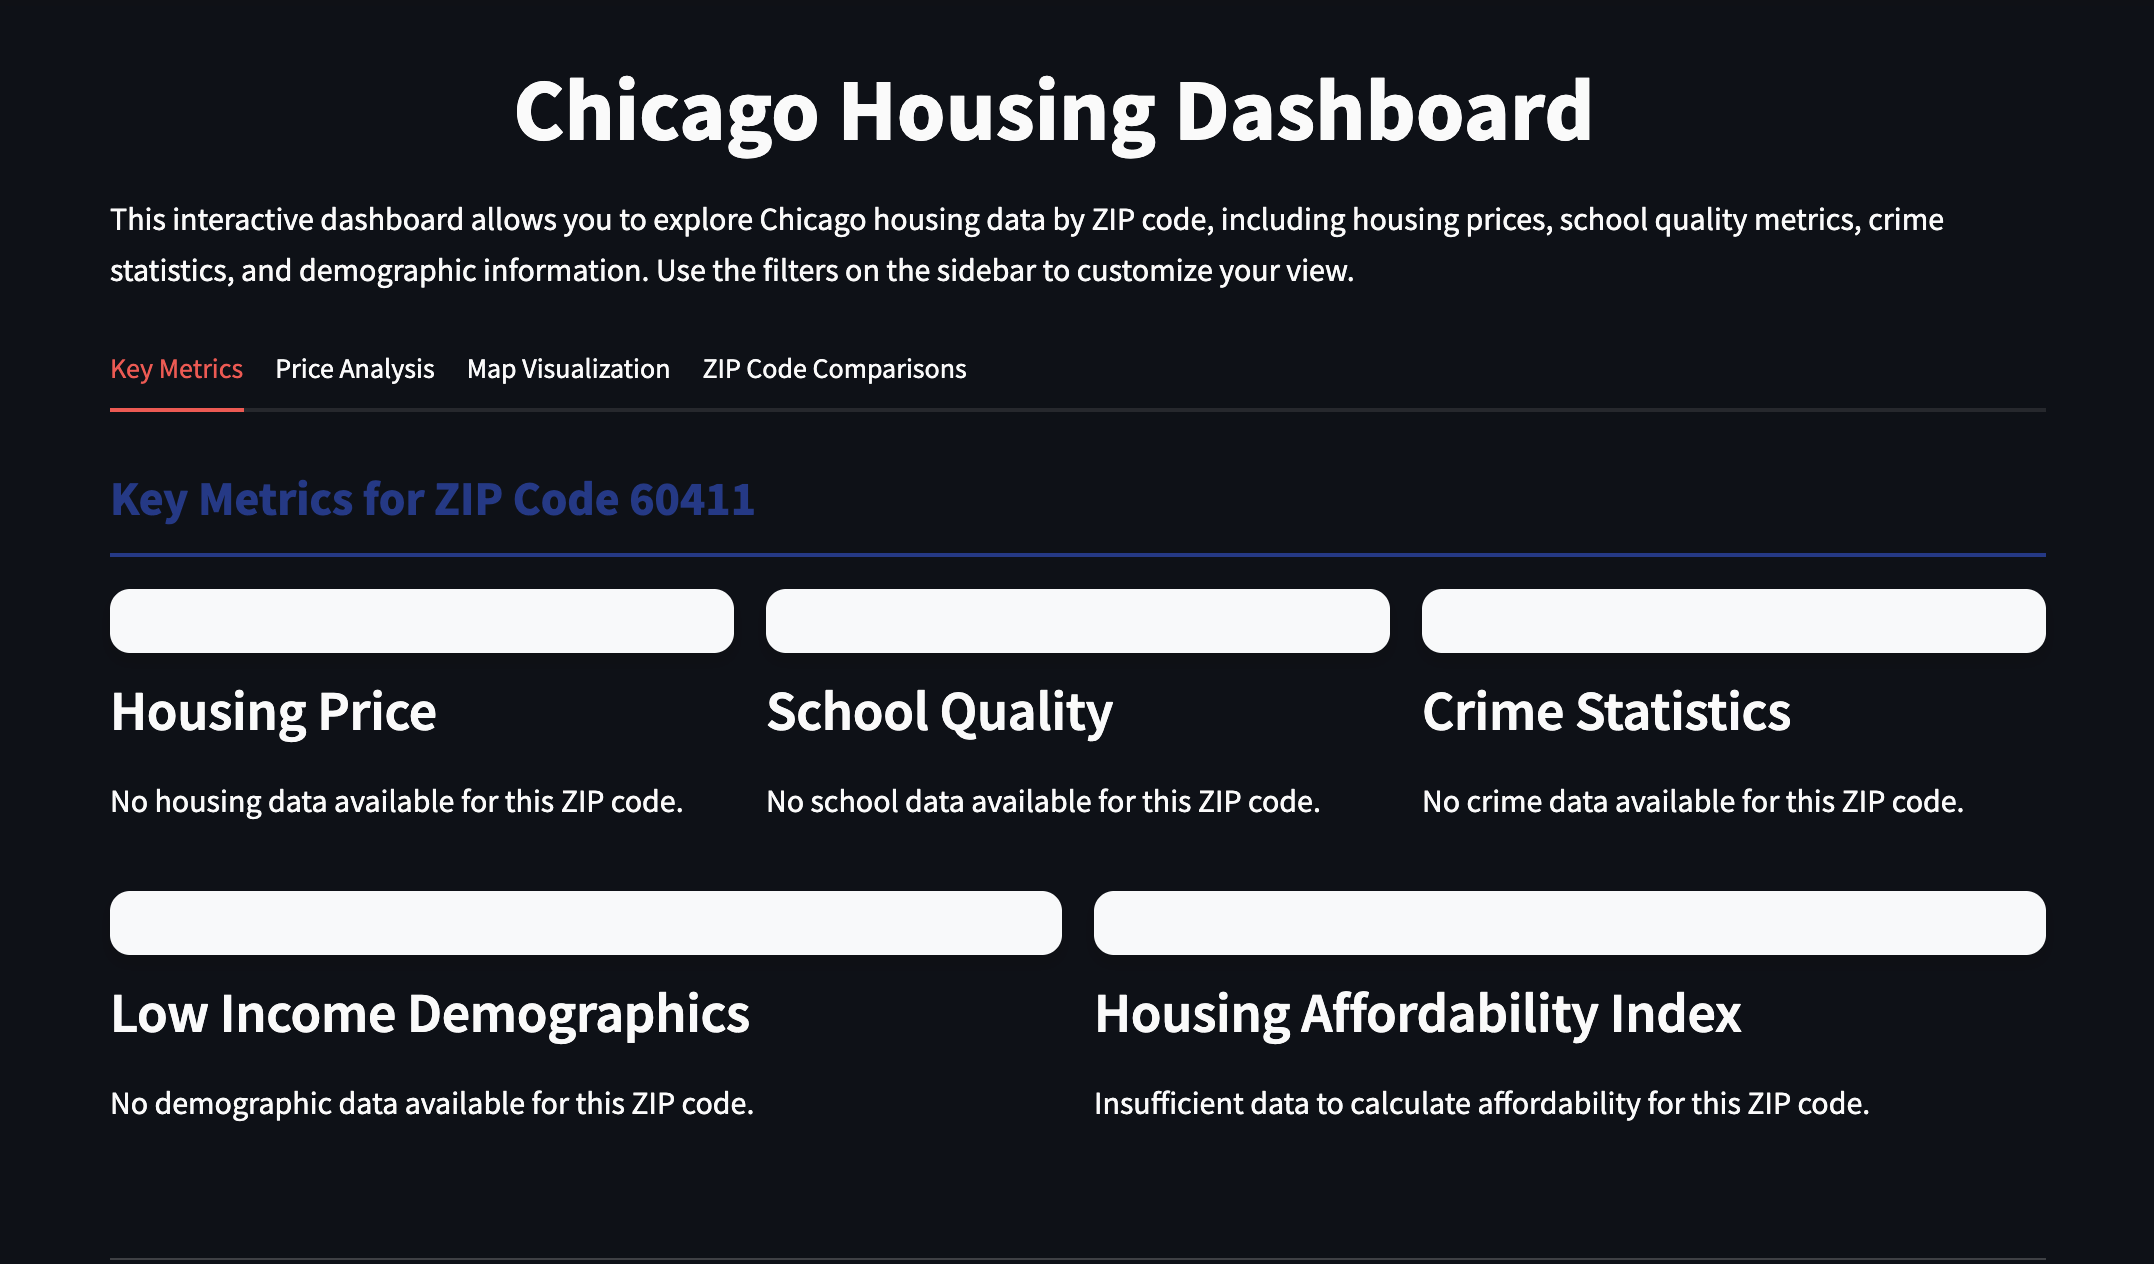 Chicago Housing Dashboard
This interactive dashboard allows you to explore Chicago housing data by ZIP code, including housing prices, school quality metrics, crime
statistics, and demographic information. Use the filters on the sidebar to customize your view.
Key Metrics Price Analysis Map Visualization ZIP Code Comparisons
Key Metrics for ZIP Code 60411
Housing Price
No housing data available for this ZIP code.
School Quality
No school data available for this ZIP code.
Crime Statistics
No crime data available for this ZIP code.
Low Income Demographics
No demographic data available for this ZIP code.
Housing Affordability Index
Insufficient data to calculate affordability for this ZIP code.